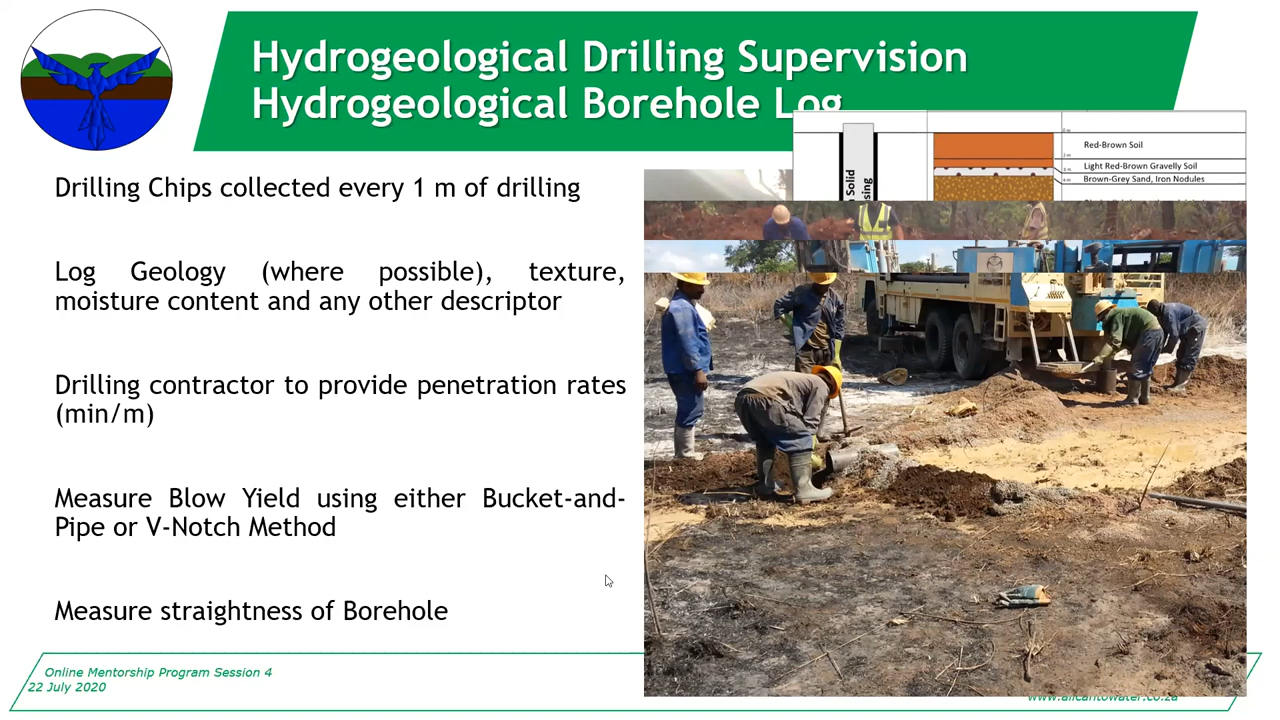 Hydrogeological Drilling Supervision
Hydrogeological Borehole Log
Drilling Chips collected every 1 m of drilling
Log Geology (where possible), texture,
moisture content and any other descriptor
Drilling contractor to provide penetration rates
(min/m)
Measure Blow Yield using either Bucket-and-
Pipe or V-Notch Method
Measure straightness of Borehole
Solid
Red-Brown Soil
Light Red-Brown Gravelly Soil
Brown-Grey Sand, Iron Nodules
Online Mentorship Program Session 4
22 July 2020